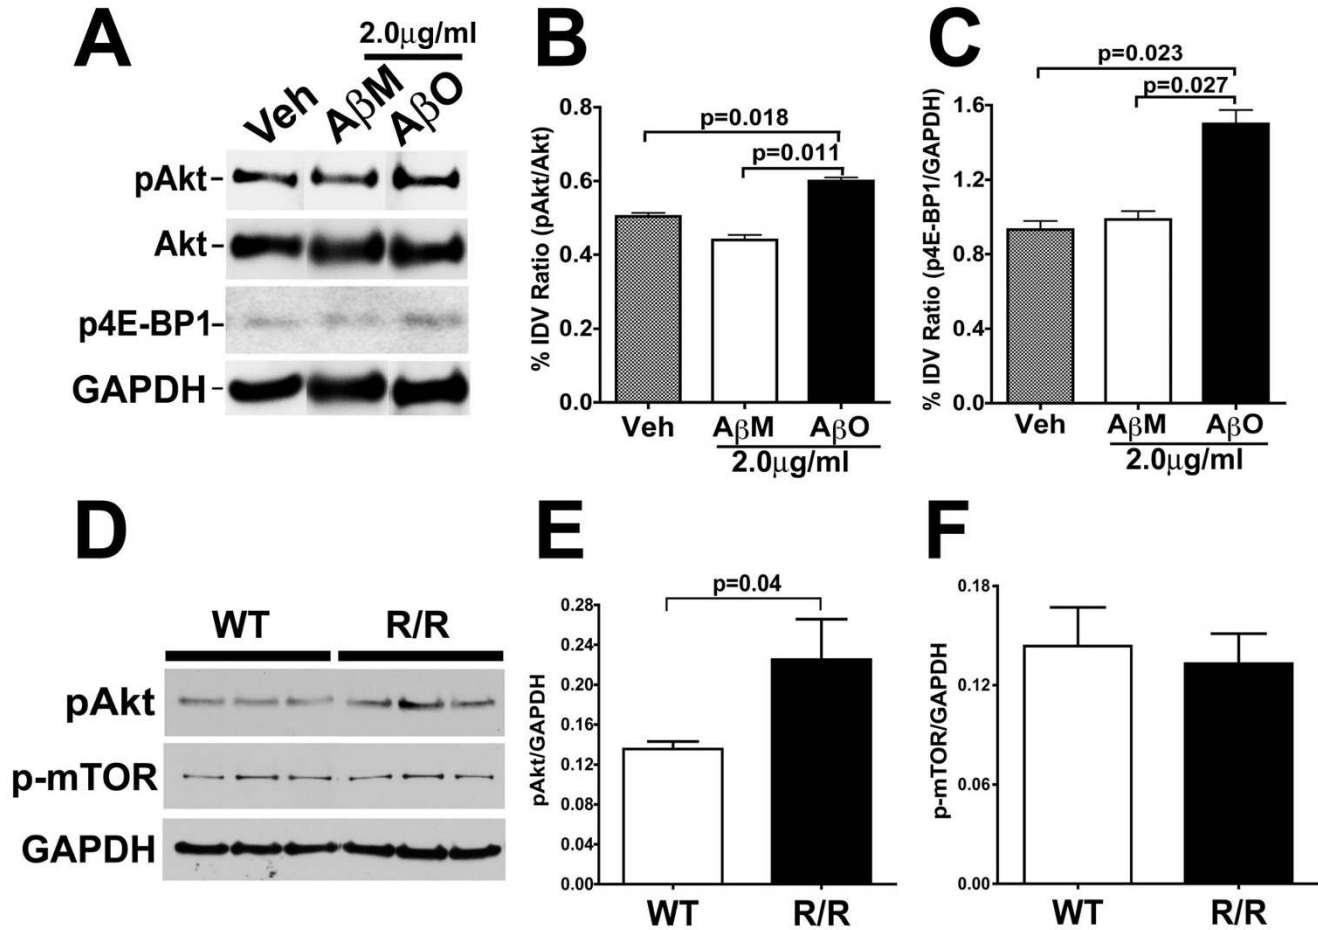 A
2.0μg/ml
Veh
AβM
AβO
pAkt
Akt
p4E-BP1
GAPDH
B
p=0.018
p=0.011
% IDV Ratio (pAkt/Akt)
0.8
0.6
0.4
0.2
0.0
Veh
AβM
AβO
2.0μg/ml
C
p=0.023
p=0.027
% IDV Ratio (p4E-BP1/GAPDH)
1.6
1.2
0.8
0.4
0.0
Veh
AβM
AβO
2.0μg/ml
D
WT
R/R
pAkt
p-mTOR
GAPDH
E
p=0.04
pAkt/GAPDH
0.28
0.24
0.20
0.16
0.12
0.08
0.04
0.00
WT
R/R
F
p-mTOR/GAPDH
0.18
0.12
0.06
0.00
WT
R/R